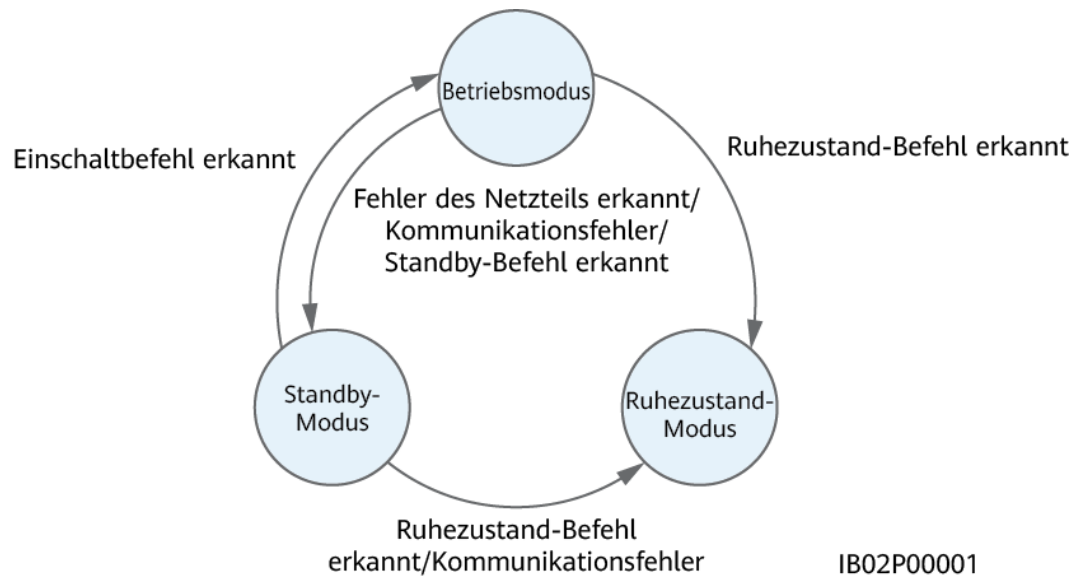 Betriebsmodus
Einschaltbefehl erkannt
Ruhezustand-Befehl erkannt
Fehler des Netzteils erkannt/
Kommunikationsfehler/
Standby-Befehl erkannt
Standby-
Modus
Ruhezustand-
Modus
Ruhezustand-Befehl
erkannt/Kommunikationsfehler
IB02P00001